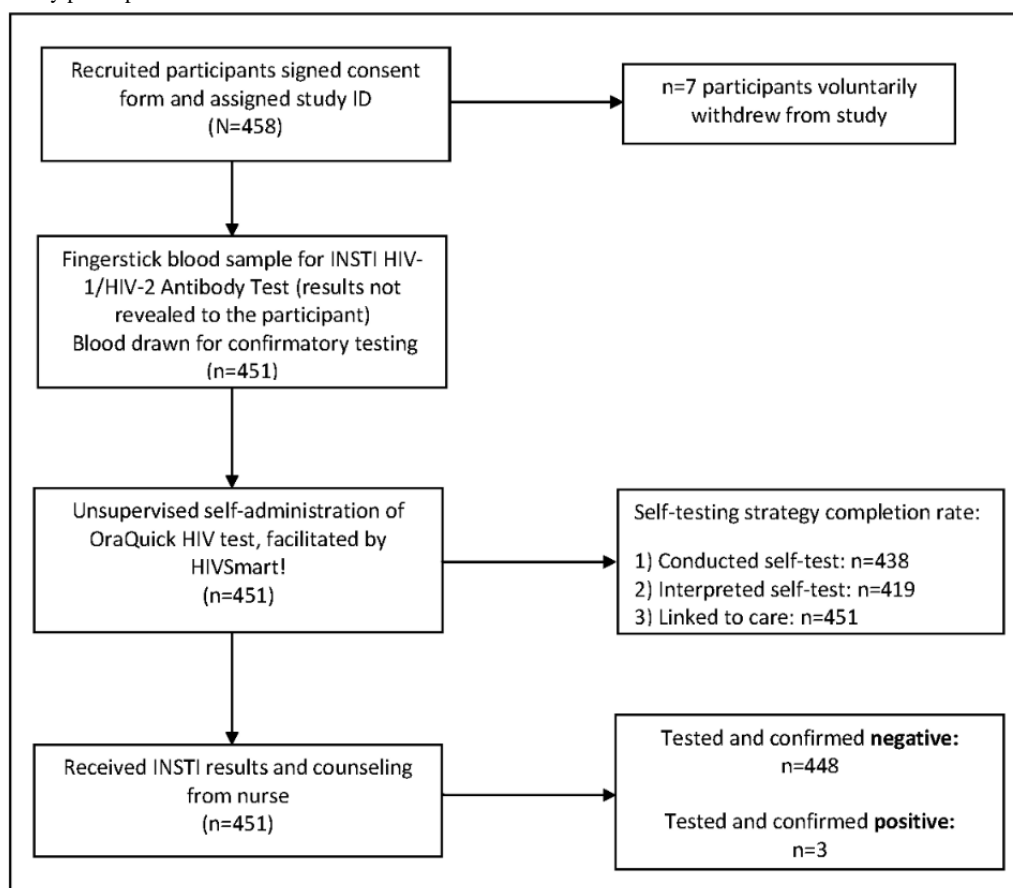 Recruited participants signed consent
form and assigned study ID
(N=458)
n=7 participants voluntarily
withdrew from study
Fingerstick blood sample for INSTI HIV-
1/HIV-2 Antibody Test (results not
revealed to the participant)
Blood drawn for confirmatory testing
(n=451)
Unsupervised self-administration of
OraQuick HIV test, facilitated by
HIVSmart!
(n=451)
Self-testing strategy completion rate:
1) Conducted self-test: n=438
2) Interpreted self-test: n=419
3) Linked to care: n=451
Received INSTI results and counseling
from nurse
(n=451)
Tested and confirmed negative:
n=448
Tested and confirmed positive:
n=3